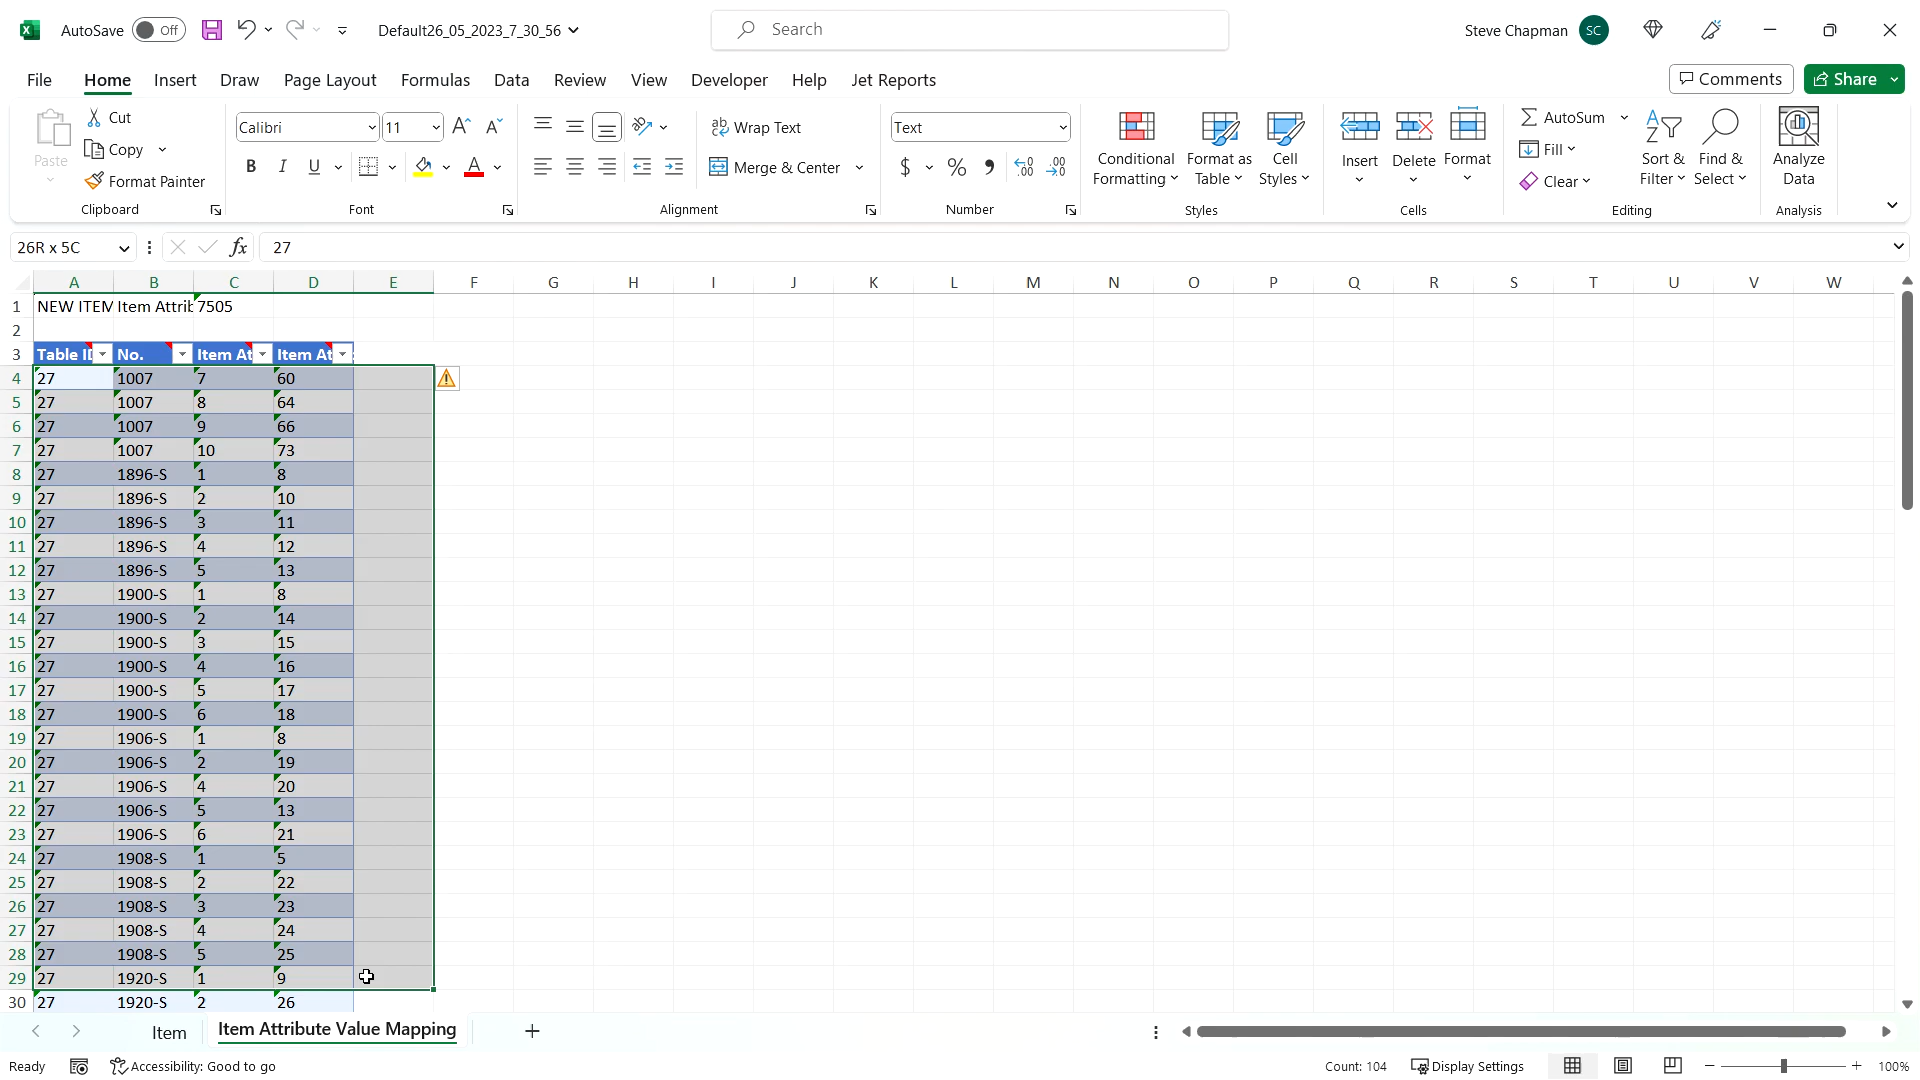 AutoSave Off Default26_05_2023_7_30_56 Search Steve Chapman SC
File Home Insert Draw Page Layout Formulas Data Review View Developer Help Jet Reports Comments Share
Paste Cut Copy Format Painter Clipboard
Calibri 11 B I U A Font
ab Wrap Text Merge & Center Alignment
Text $ % Number
Conditional Formatting Format as Table Cell Styles Styles
Insert Delete Format Cells
AutoSum Fill Clear Sort & Filter Find & Select Editing
Analyze Data Analysis
26R x 5C fx 27
A B C D E F G H I J K L M N O P Q R S T U V W
1 NEW ITEM Item Attrib 7505
2
3 Table ID No. Item At Item At
4 27 1007 7 60
5 27 1007 8 64
6 27 1007 9 66
7 27 1007 10 73
8 27 1896-S 1 8
9 27 1896-S 2 10
10 27 1896-S 3 11
11 27 1896-S 4 12
12 27 1896-S 5 13
13 27 1900-S 1 8
14 27 1900-S 2 14
15 27 1900-S 3 15
16 27 1900-S 4 16
17 27 1900-S 5 17
18 27 1900-S 6 18
19 27 1906-S 1 8
20 27 1906-S 2 19
21 27 1906-S 4 20
22 27 1906-S 5 13
23 27 1906-S 6 21
24 27 1908-S 1 5
25 27 1908-S 2 22
26 27 1908-S 3 23
27 27 1908-S 4 24
28 27 1908-S 5 25
29 27 1920-S 1 9
30 27 1920-S 2 26
Item Item Attribute Value Mapping
Ready Accessibility: Good to go Count: 104 Display Settings 100%